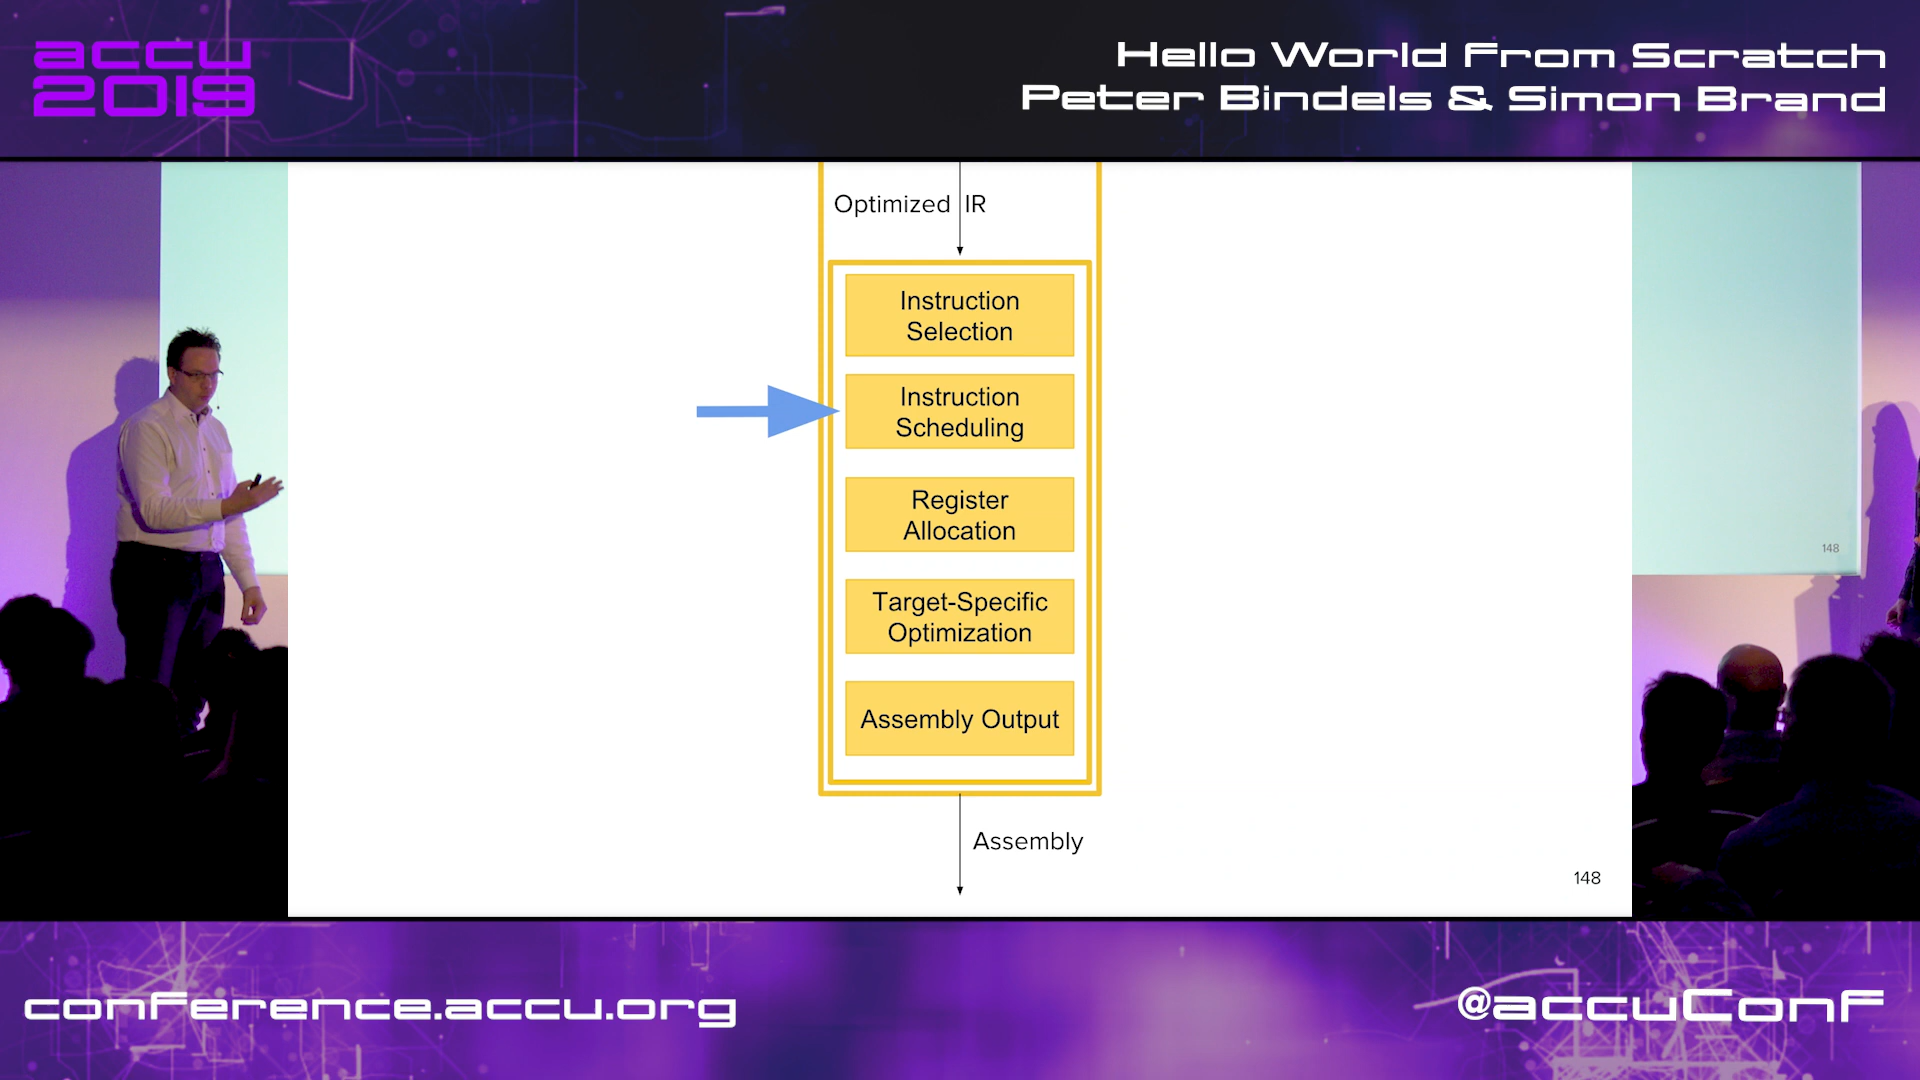 accu
2019
Hello World From Scratch
Peter Bindels & Simon Brand
Optimized IR
Instruction
Selection
Instruction
Scheduling
Register
Allocation
Target-Specific
Optimization
Assembly Output
Assembly
148
148
conference.accu.org
@accuConf